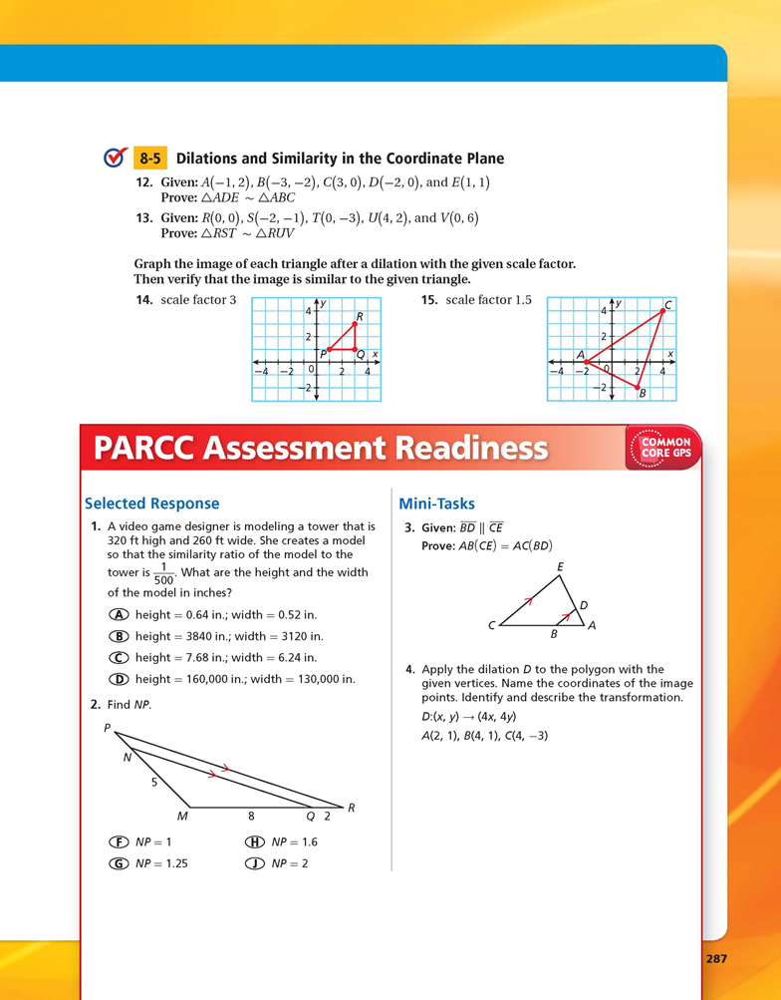 8-5 Dilations and Similarity in the Coordinate Plane
12. Given: A(−1, 2), B(−3, −2), C(3, 0), D(−2, 0), and E(1, 1)
Prove: △ADE ~ △ABC
13. Given: R(0, 0), S(−2, −1), T(0, −3), U(4, 2), and V(0, 6)
Prove: △RST ~ △RUV
Graph the image of each triangle after a dilation with the given scale factor.
Then verify that the image is similar to the given triangle.
14. scale factor 3
4
y
R
2
P
Q
x
−4
−2
0
2
4
−2
15. scale factor 1.5
4
y
C
2
A
x
−4
−2
0
2
4
−2
B
PARCC Assessment Readiness
COMMON
CORE GPS
Selected Response
1. A video game designer is modeling a tower that is
320 ft high and 260 ft wide. She creates a model
so that the similarity ratio of the model to the
tower is 1/500. What are the height and the width
of the model in inches?
A height = 0.64 in.; width = 0.52 in.
B height = 3840 in.; width = 3120 in.
C height = 7.68 in.; width = 6.24 in.
D height = 160,000 in.; width = 130,000 in.
2. Find NP.
P
N
5
M
8
Q
2
R
F NP = 1
H NP = 1.6
G NP = 1.25
J NP = 2
Mini-Tasks
3. Given: BD ∥ CE
Prove: AB(CE) = AC(BD)
E
D
C
B
A
4. Apply the dilation D to the polygon with the
given vertices. Name the coordinates of the image
points. Identify and describe the transformation.
D:(x, y) → (4x, 4y)
A(2, 1), B(4, 1), C(4, −3)
287